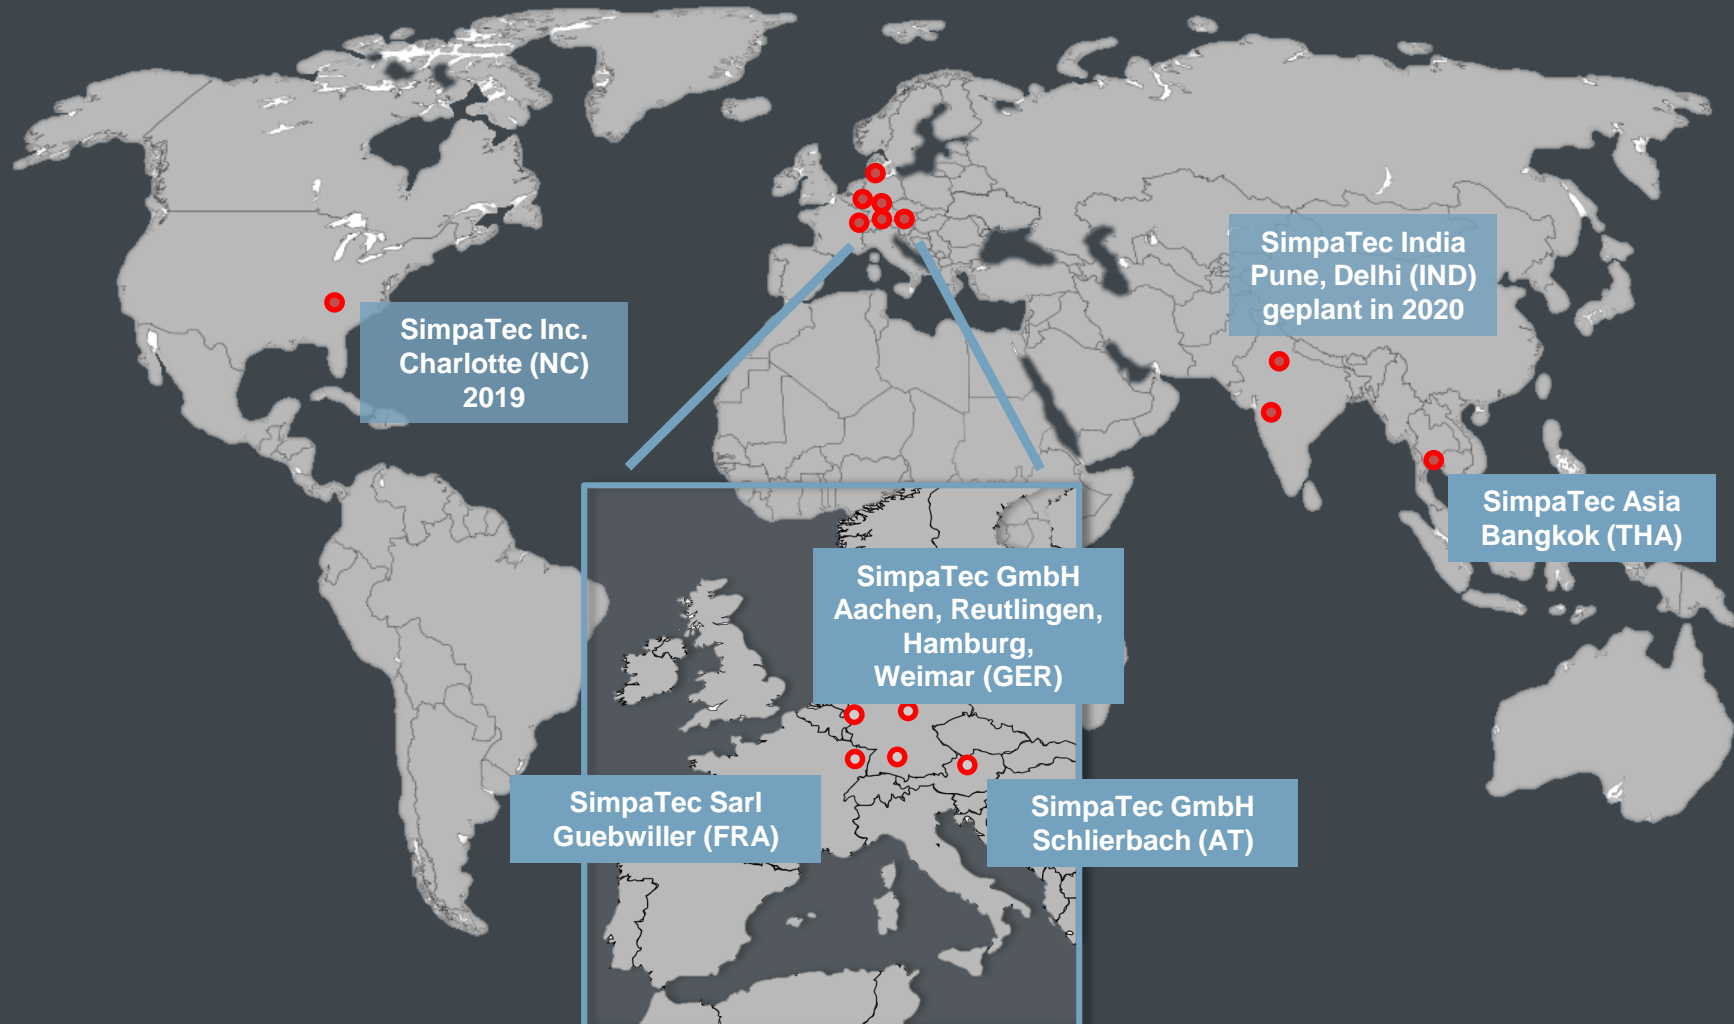 SimpaTec Inc.
Charlotte (NC)
2019
SimpaTec India
Pune, Delhi (IND)
geplant in 2020
SimpaTec Asia
Bangkok (THA)
SimpaTec GmbH
Aachen, Reutlingen,
Hamburg,
Weimar (GER)
SimpaTec Sarl
Guebwiller (FRA)
SimpaTec GmbH
Schlierbach (AT)